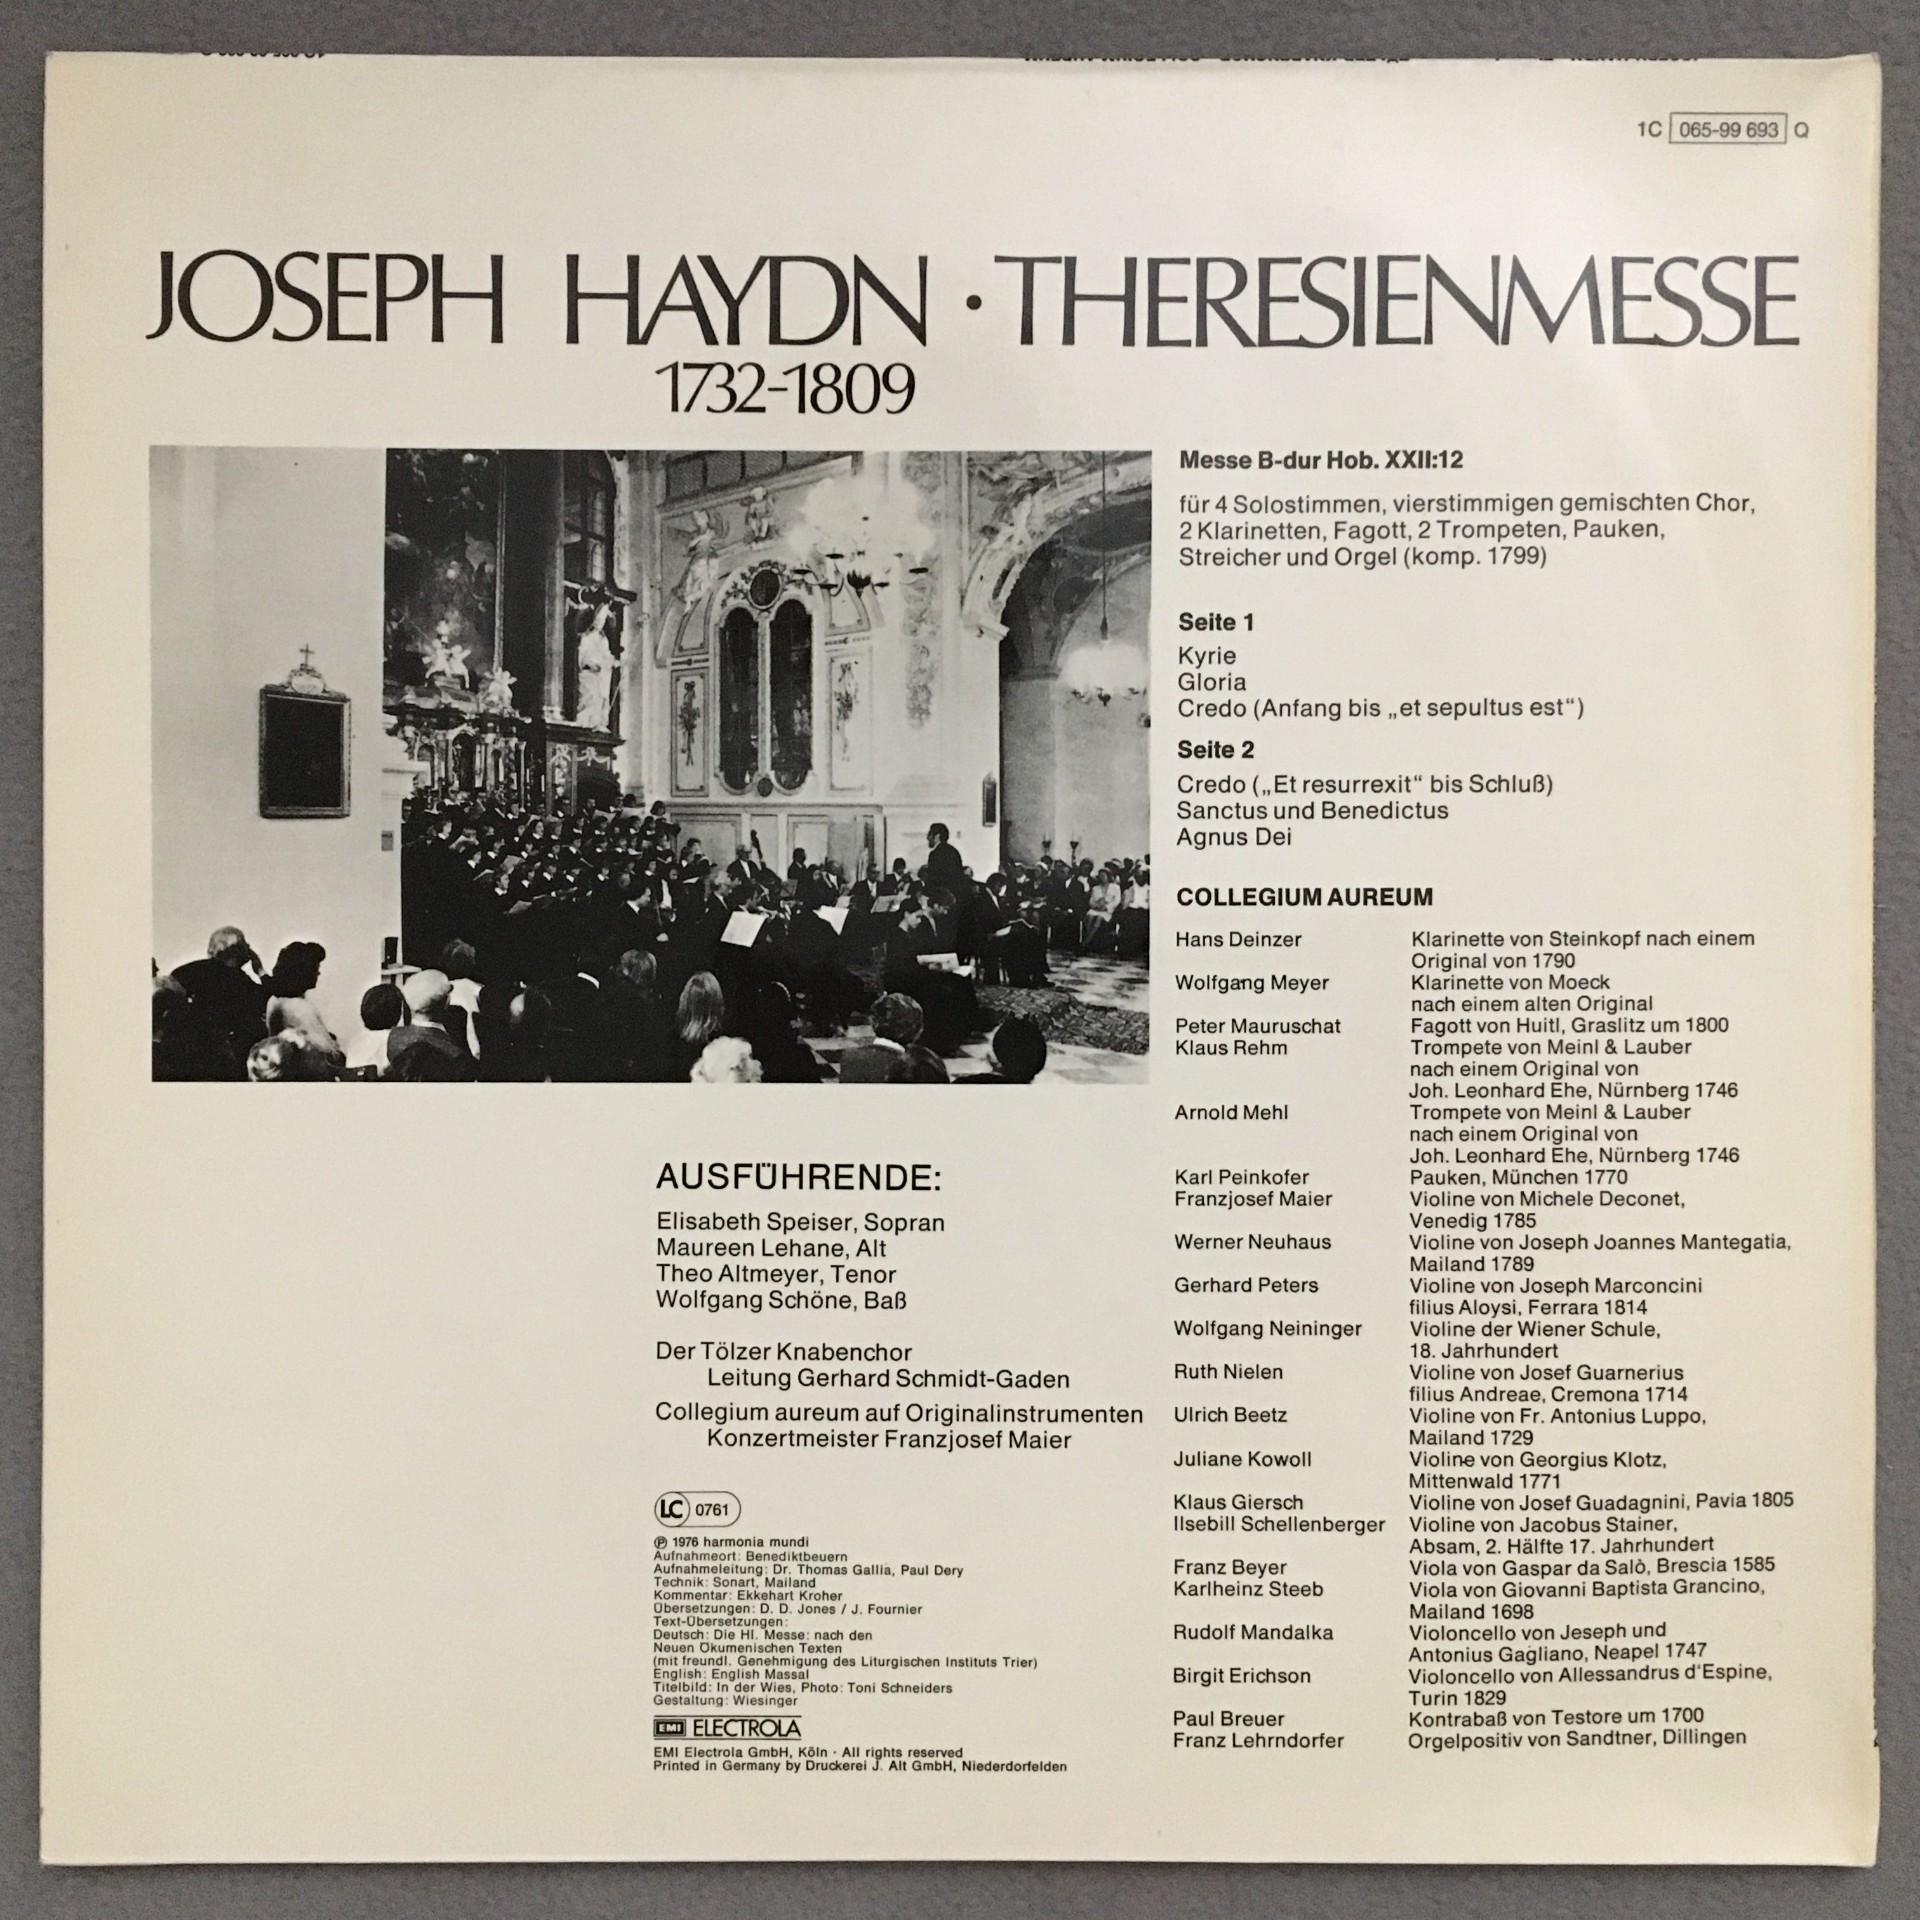 1C 065-99 693 Q
JOSEPH HAYDN · THERESIENMESSE
1732-1809
Messe B-dur Hob. XXII:12
für 4 Solostimmen, vierstimmigen gemischten Chor,
2 Klarinetten, Fagott, 2 Trompeten, Pauken,
Streicher und Orgel (komp. 1799)
Seite 1
Kyrie
Gloria
Credo (Anfang bis „et sepultus est“)
Seite 2
Credo („Et resurrexit“ bis Schluß)
Sanctus und Benedictus
Agnus Dei
COLLEGIUM AUREUM
Hans Deinzer Klarinette von Steinkopf nach einem
Original von 1790
Wolfgang Meyer Klarinette von Moeck
nach einem alten Original
Peter Mauruschat Fagott von Huitl, Graslitz um 1800
Klaus Rehm Trompete von Meinl & Lauber
nach einem Original von
Joh. Leonhard Ehe, Nürnberg 1746
Arnold Mehl Trompete von Meinl & Lauber
nach einem Original von
Joh. Leonhard Ehe, Nürnberg 1746
Karl Peinkofer Pauken, München 1770
Franzjosef Maier Violine von Michele Deconet,
Venedig 1785
Werner Neuhaus Violine von Joseph Joannes Mantegatia,
Mailand 1789
Gerhard Peters Violine von Joseph Marconcini
filius Aloysi, Ferrara 1814
Wolfgang Neininger Violine der Wiener Schule,
18. Jahrhundert
Ruth Nielen Violine von Josef Guarnerius
filius Andreae, Cremona 1714
Ulrich Beetz Violine von Fr. Antonius Luppo,
Mailand 1729
Juliane Kowoll Violine von Georgius Klotz,
Mittenwald 1771
Klaus Giersch Violine von Josef Guadagnini, Pavia 1805
Ilsebill Schellenberger Violine von Jacobus Stainer,
Absam, 2. Hälfte 17. Jahrhundert
Franz Beyer Viola von Gaspar da Salò, Brescia 1585
Karlheinz Steeb Viola von Giovanni Baptista Grancino,
Mailand 1698
Rudolf Mandalka Violoncello von Jeseph und
Antonius Gagliano, Neapel 1747
Birgit Erichson Violoncello von Allessandrus d'Espine,
Turin 1829
Paul Breuer Kontrabaß von Testore um 1700
Franz Lehrndorfer Orgelpositiv von Sandtner, Dillingen
AUSFÜHRENDE:
Elisabeth Speiser, Sopran
Maureen Lehane, Alt
Theo Altmeyer, Tenor
Wolfgang Schöne, Baß
Der Tölzer Knabenchor
Leitung Gerhard Schmidt-Gaden
Collegium aureum auf Originalinstrumenten
Konzertmeister Franzjosef Maier
LC 0761
℗ 1976 harmonia mundi
Aufnahmeort: Benediktbeuern
Aufnahmeleitung: Dr. Thomas Gallia, Paul Dery
Technik: Sonart, Mailand
Kommentar: Ekkehart Kroher
Übersetzungen: D. D. Jones / J. Fournier
Text-Übersetzungen:
Deutsch: Die Hl. Messe: nach den
Neuen Ökumenischen Texten
(mit freundl. Genehmigung des Liturgischen Instituts Trier)
English: English Massal
Titelbild: In der Wies, Photo: Toni Schneiders
Gestaltung: Wiesinger
EMI ELECTROLA
EMI Electrola GmbH, Köln · All rights reserved
Printed in Germany by Druckerei J. Alt GmbH, Niederdorfelden